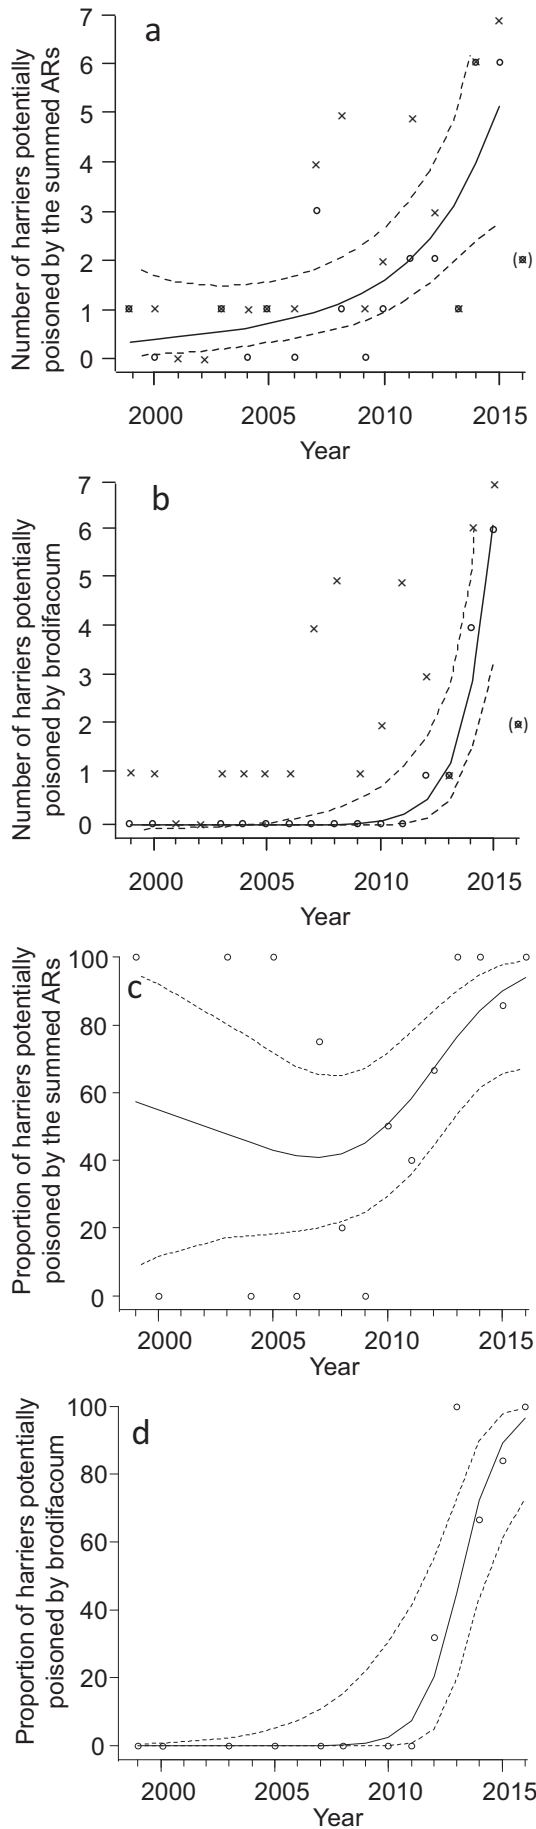 a
Number of harriers potentially
poisoned by the summed ARs
7
6
5
4
3
2
1
0
(⊗)
2000 2005 2010 2015
Year
b
Number of harriers potentially
poisoned by brodifacoum
7
6
5
4
3
2
1
0
(⊗)
2000 2005 2010 2015
Year
c
Proportion of harriers potentially
poisoned by the summed ARs
100
80
60
40
20
0
2000 2005 2010 2015
Year
d
Proportion of harriers potentially
poisoned by brodifacoum
100
80
60
40
20
0
2000 2005 2010 2015
Year